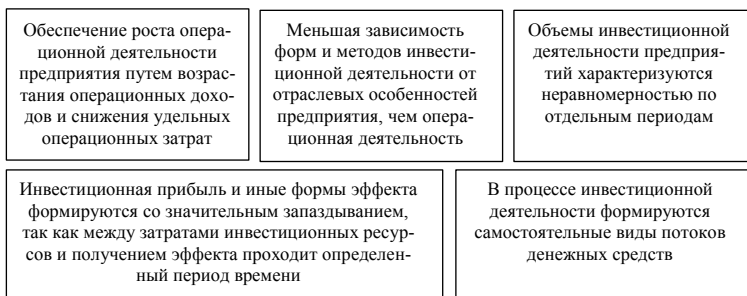 Обеспечение роста опера-
ционной деятельности
предприятия путем возрас-
тания операционных дохо-
дов и снижения удельных
операционных затрат
Меньшая зависимость
форм и методов инвести-
ционной деятельности от
отраслевых особенностей
предприятия, чем опера-
ционная деятельность
Объемы инвестиционной
деятельности предприя-
тий характеризуются
неравномерностью по
отдельным периодам
Инвестиционная прибыль и иные формы эффекта
формируются со значительным запаздыванием,
так как между затратами инвестиционных ресур-
сов и получением эффекта проходит определен-
ный период времени
В процессе инвестиционной
деятельности формируются
самостоятельные виды потоков
денежных средств